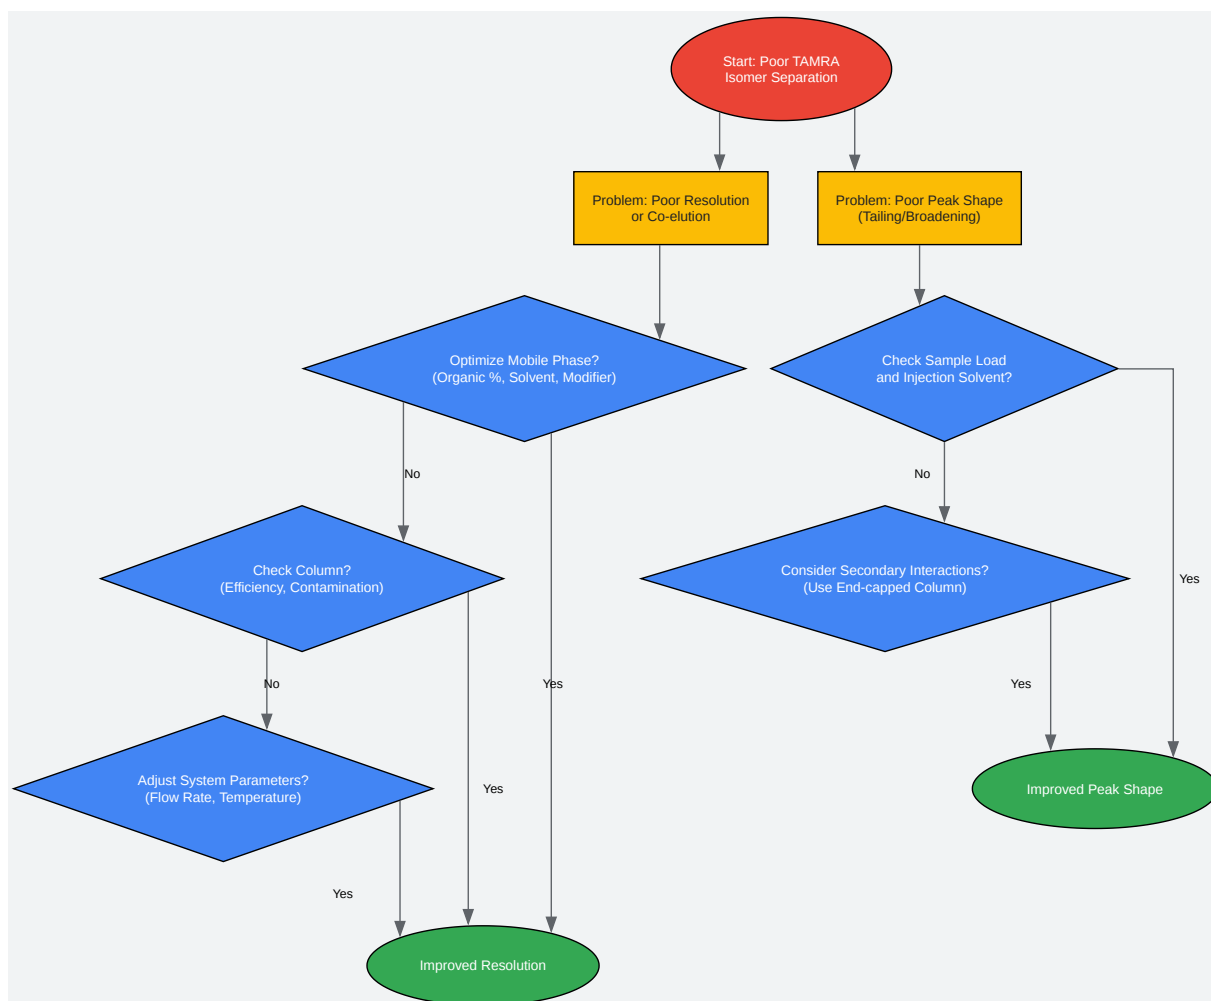 Start: Poor TAMRA
Isomer Separation
Problem: Poor Resolution
or Co-elution
Problem: Poor Peak Shape
(Tailing/Broadening)
Optimize Mobile Phase?
(Organic %, Solvent, Modifier)
Check Sample Load
and Injection Solvent?
No
No
Check Column?
(Efficiency, Contamination)
Consider Secondary Interactions?
(Use End-capped Column)
Yes
No
Yes
Yes
Adjust System Parameters?
(Flow Rate, Temperature)
Yes
Improved Peak Shape
Yes
Improved Resolution